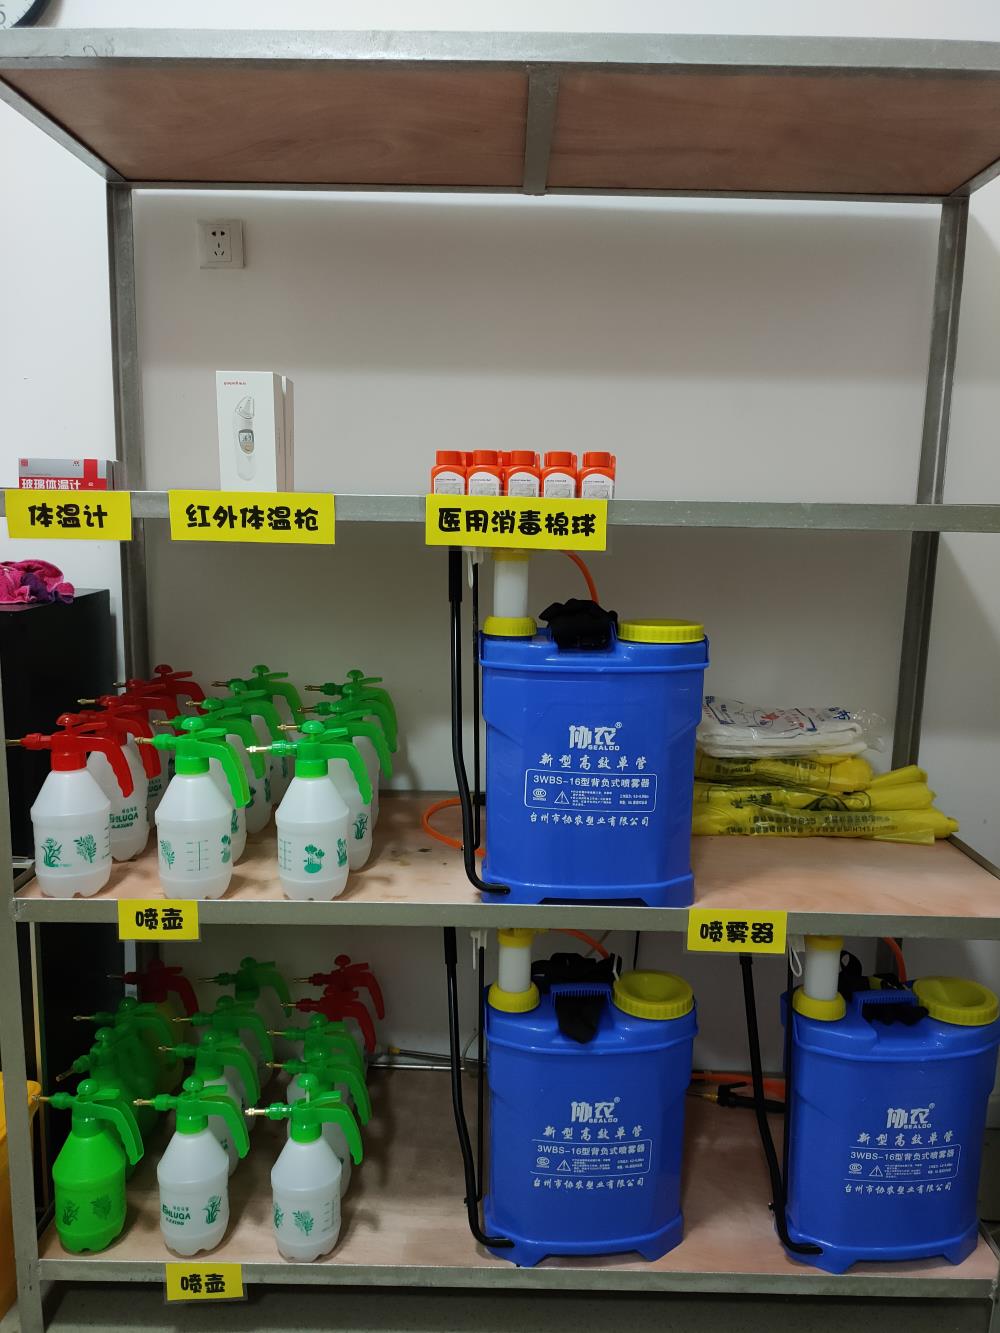 玻璃体温计
体温计
红外体温枪
医用消毒棉球
协农®
SEALOO
新型高效单管
3WBS-16型背负式喷雾器
台州市协农塑业有限公司
HLUQA
喷壶
喷雾器
协农®
SEALOO
新型高效单管
3WBS-16型背负式喷雾器
台州市协农塑业有限公司
协农®
SEALOO
新型高效单管
3WBS-16型背负式喷雾器
台州市协农塑业有限公司
HLUQA
喷壶